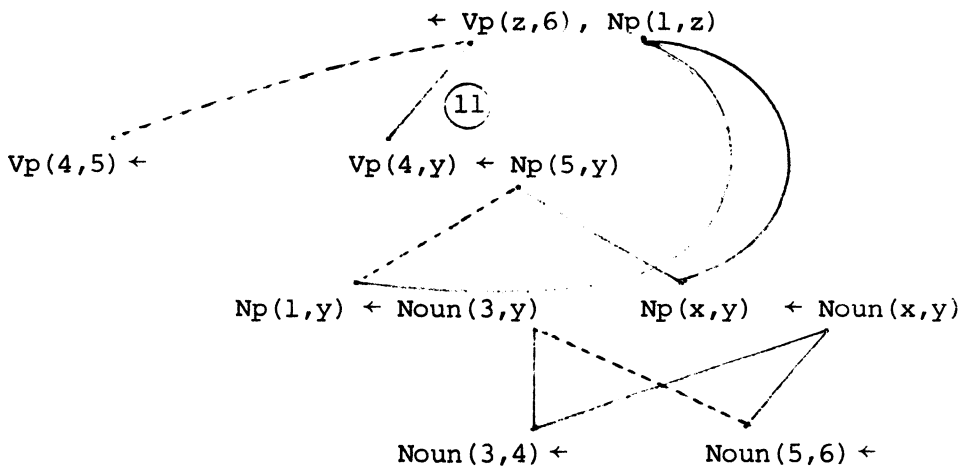 ← Vp(z,6), Np(1,z)
11
Vp(4,5) ← Vp(4,y) ← Np(5,y)
Np(1,y) ← Noun(3,y) Np(x,y) ← Noun(x,y)
Noun(3,4) ← Noun(5,6) ←